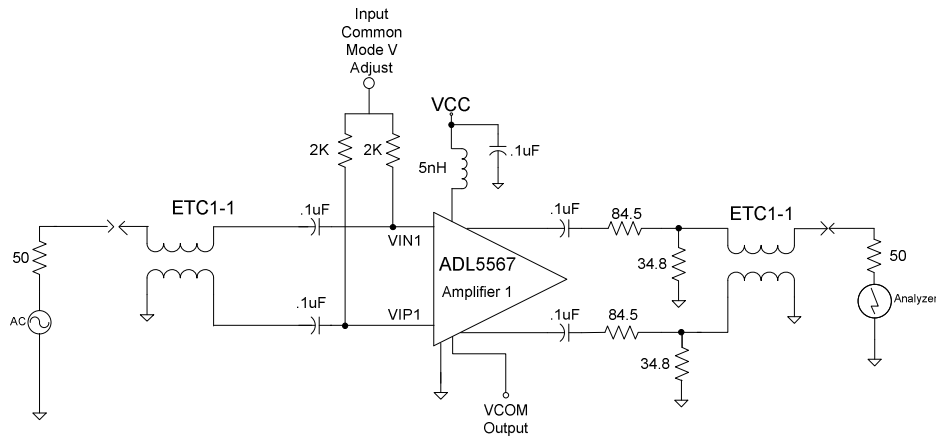 Input
Common
Mode V
Adjust
VCC
2K
2K
5nH
.1uF
ETC1-1
.1uF
.1uF
84.5
ETC1-1
VIN1
50
ADL5567
34.8
50
Amplifier 1
.1uF
VIP1
.1uF
84.5
AC
Analyzer
34.8
VCOM
Output